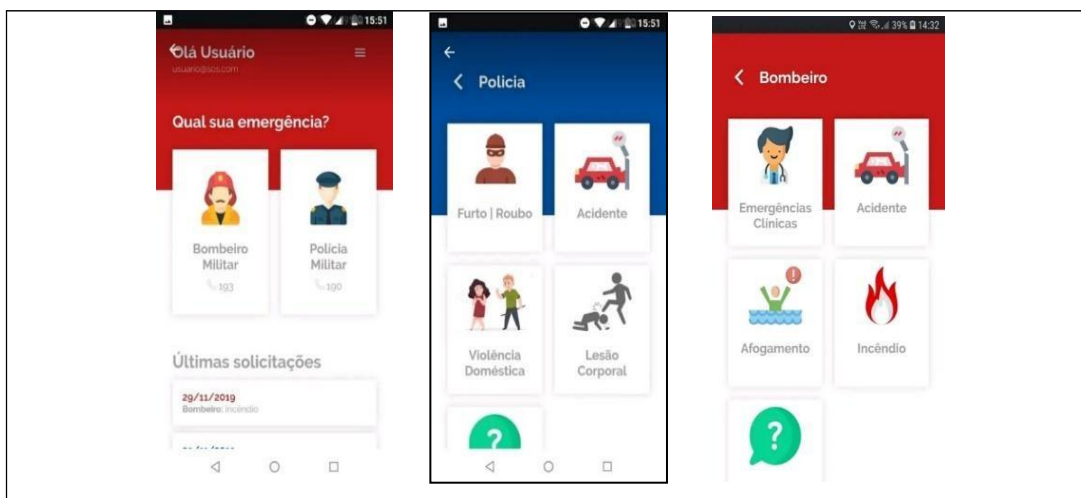 15:51
Olá Usuário
usuario@sos.com
Qual sua emergência?
Bombeiro
Militar
193
Polícia
Militar
190
Últimas solicitações
29/11/2019
Bombeiro: Incêndio
15:51
Policia
Furto | Roubo
Acidente
Violência
Doméstica
Lesão
Corporal
?
39% 14:32
Bombeiro
Emergências
Clínicas
Acidente
Afogamento
Incêndio
?